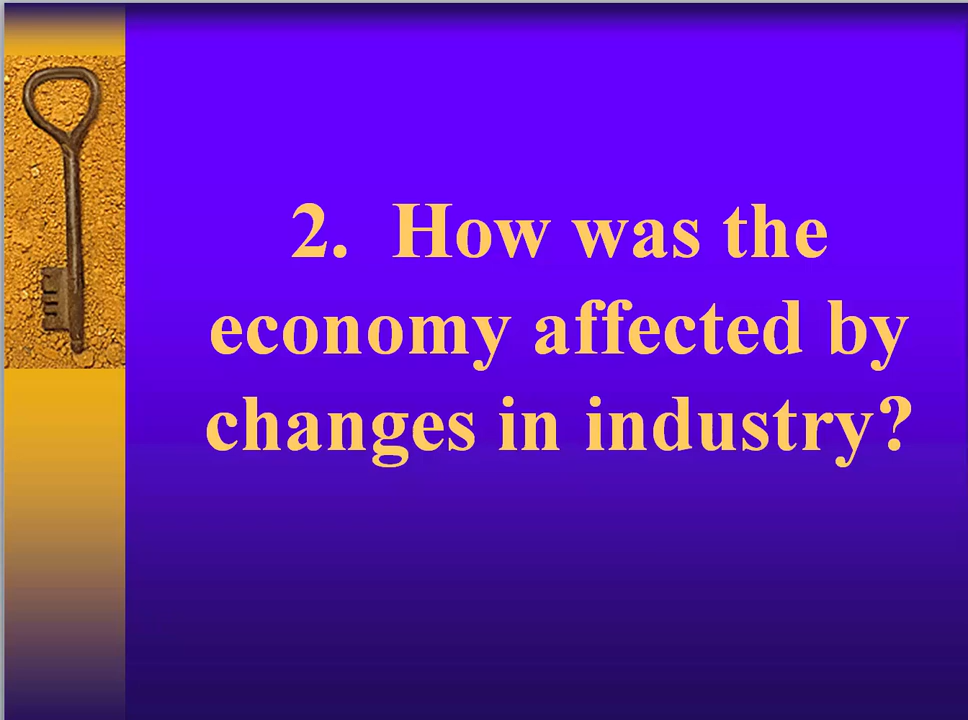 2.  How was the
economy affected by
changes in industry?